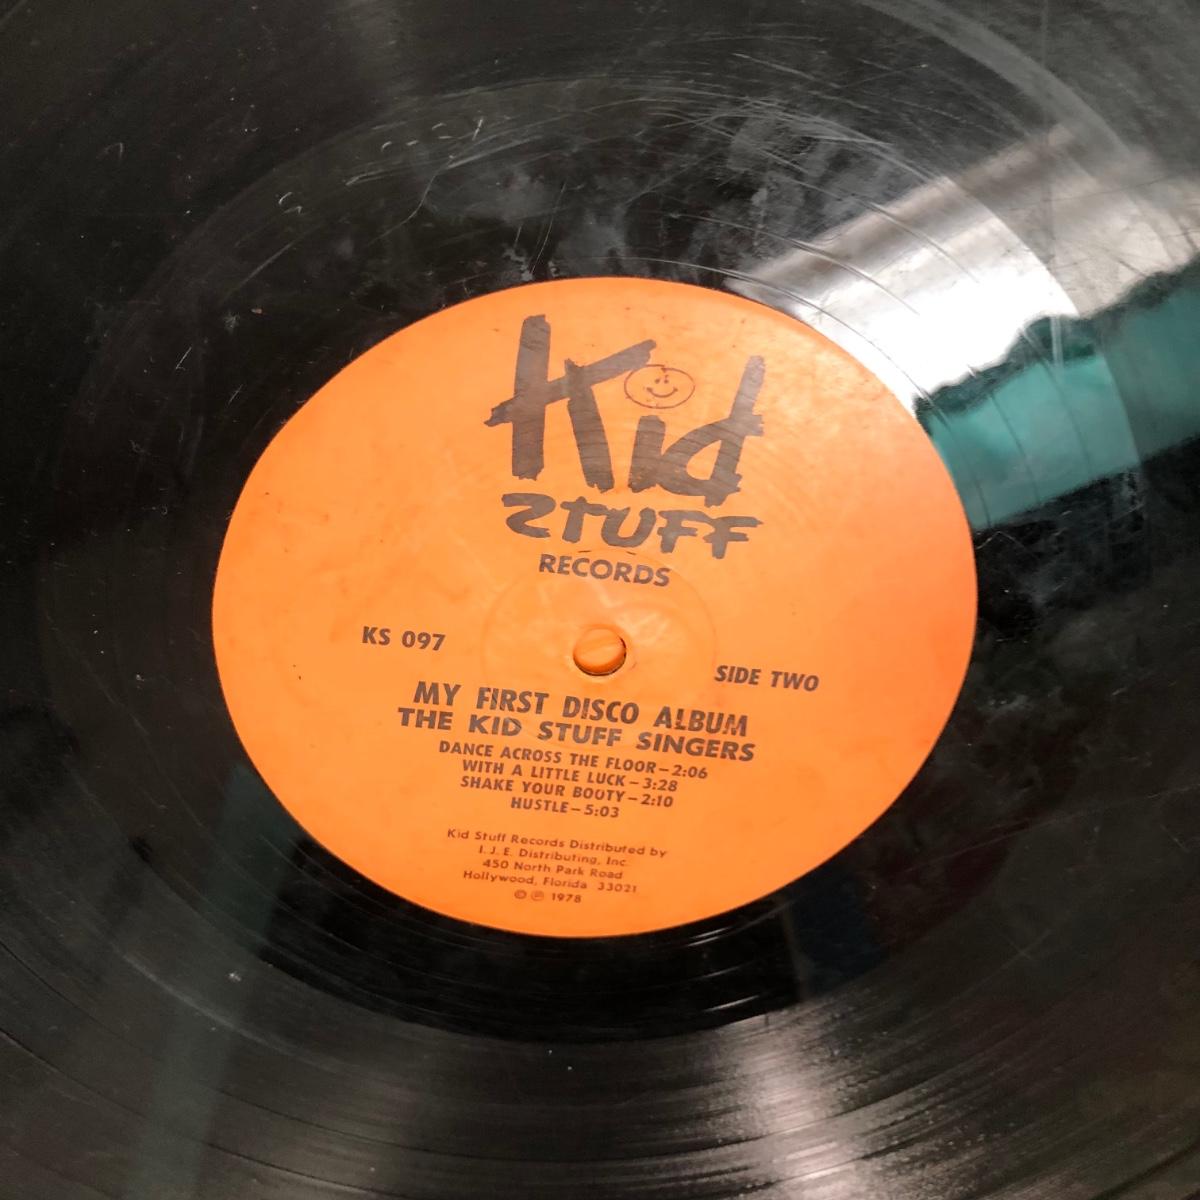 Kid
STUFF
RECORDS
KS 097
SIDE TWO
MY FIRST DISCO ALBUM
THE KID STUFF SINGERS
DANCE ACROSS THE FLOOR—2:06
WITH A LITTLE LUCK—3:28
SHAKE YOUR BOOTY—2:10
HUSTLE—5:03
Kid Stuff Records Distributed by
I. J. E. Distributing, Inc.
450 North Park Road
Hollywood, Florida 33021
© ℗ 1978